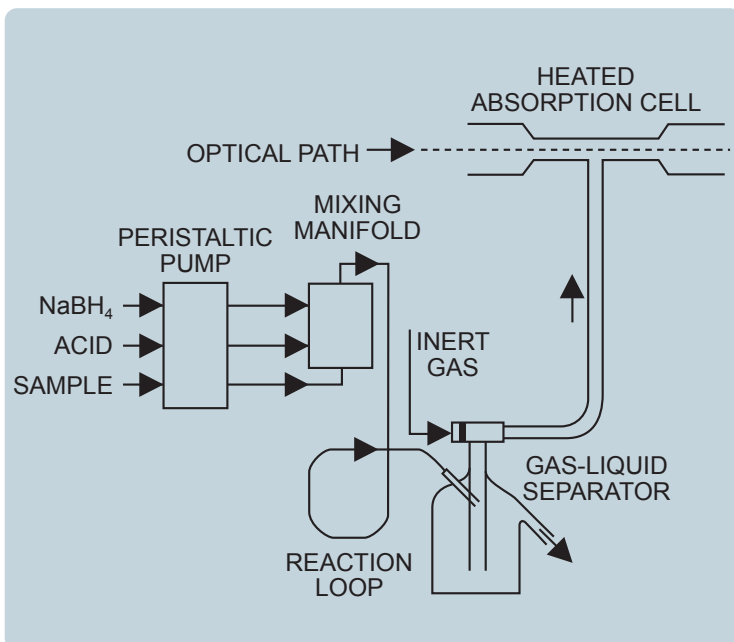 HEATED
ABSORPTION CELL
OPTICAL PATH
MIXING
MANIFOLD
PERISTALTIC
PUMP
NaBH₄
ACID
SAMPLE
INERT
GAS
GAS-LIQUID
SEPARATOR
REACTION
LOOP